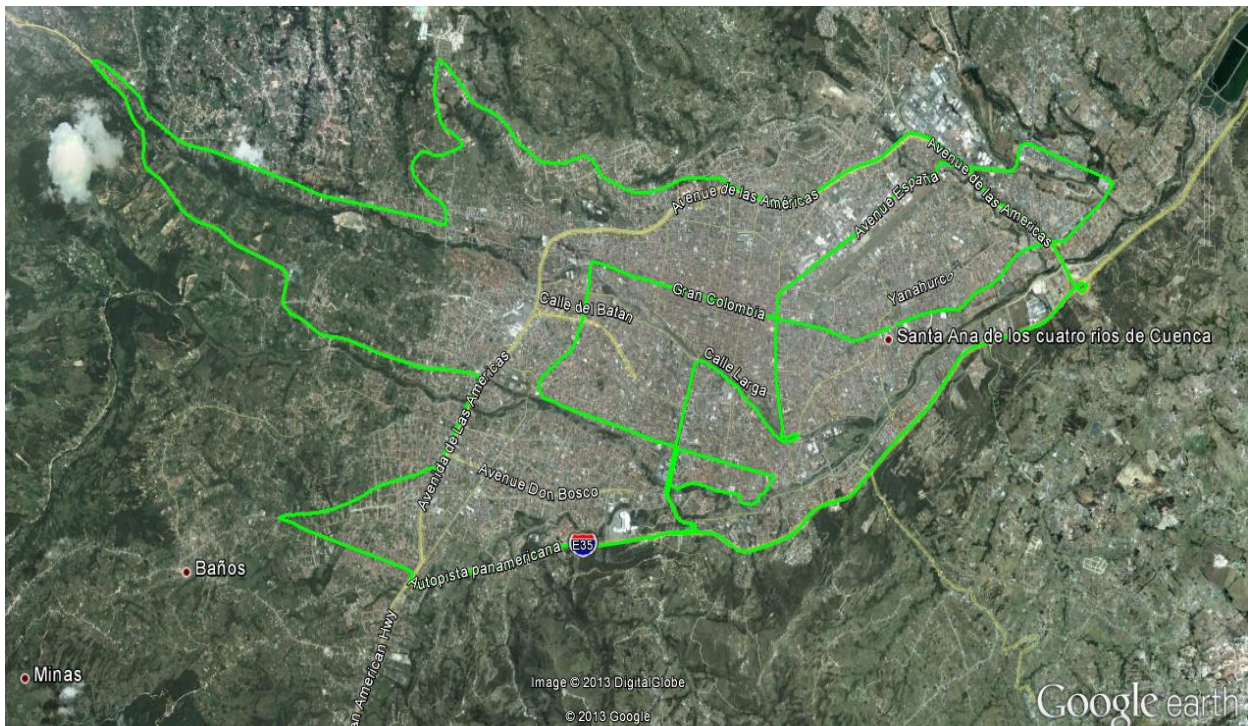 Avenue de las Américas
Avenue España
Avenue de las Americas
Yanahurco
Gran Colombia
Calle del Batan
Santa Ana de los cuatro ríos de Cuenca
Calle Larga
Avenida de Las Américas
Avenue Don Bosco
E35
Autopista panamericana
Baños
an American Hwy
Minas
Image © 2013 DigitalGlobe
© 2013 Google
Google earth